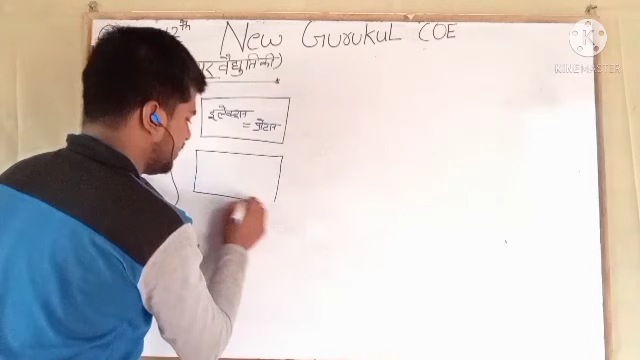 12th New GURUKUL COE
वैद्युतिकी)
इलेक्ट्रान
= प्रोटान
KINEMASTER